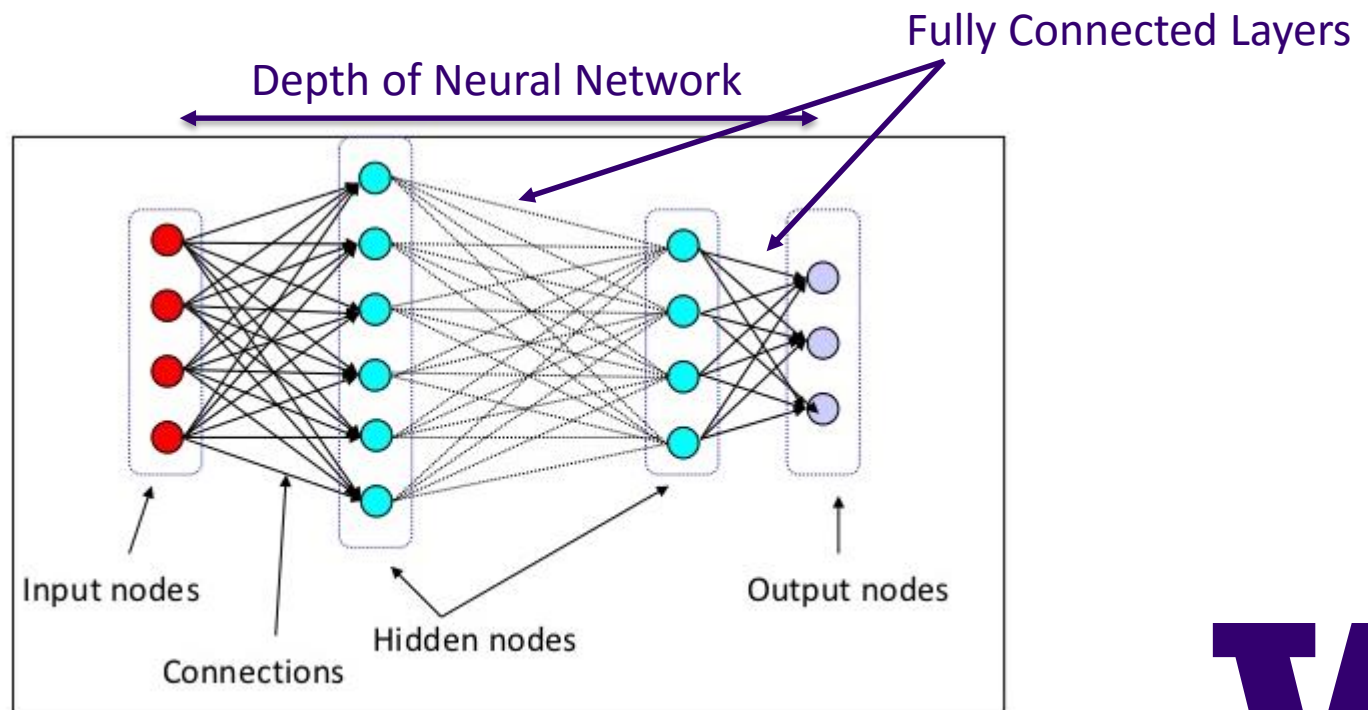 Fully Connected Layers
Depth of Neural Network
Input nodes
Output nodes
Hidden nodes
Connections